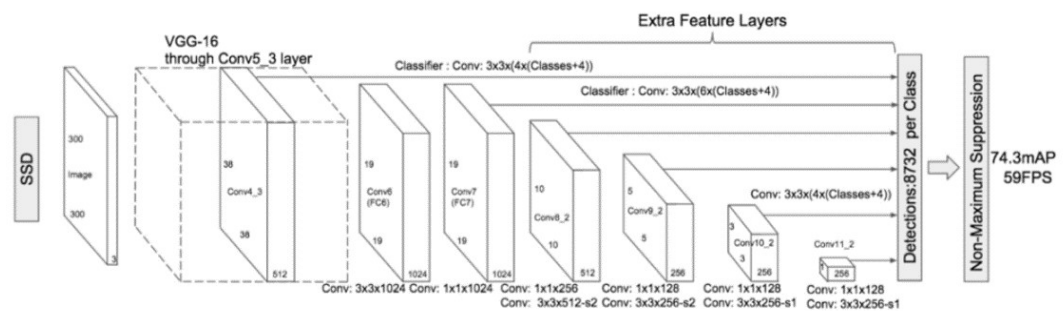 Extra Feature Layers
VGG-16
through Conv5_3 layer
Classifier : Conv: 3x3x(4x(Classes+4))
Classifier : Conv: 3x3x(6x(Classes+4))
SSD
300
Image
300
3
38
Conv4_3
38
512
19
Conv6
(FC6)
19
1024
19
Conv7
(FC7)
19
1024
10
Conv8_2
10
512
5
Conv9_2
5
256
Conv: 3x3x(4x(Classes+4))
3
Conv10_2
3
256
Conv11_2
256
Detections:8732 per Class
Non-Maximum Suppression
74.3mAP
59FPS
Conv: 3x3x1024
Conv: 1x1x1024
Conv: 1x1x256
Conv: 3x3x512-s2
Conv: 1x1x128
Conv: 3x3x256-s2
Conv: 1x1x128
Conv: 3x3x256-s1
Conv: 1x1x128
Conv: 3x3x256-s1